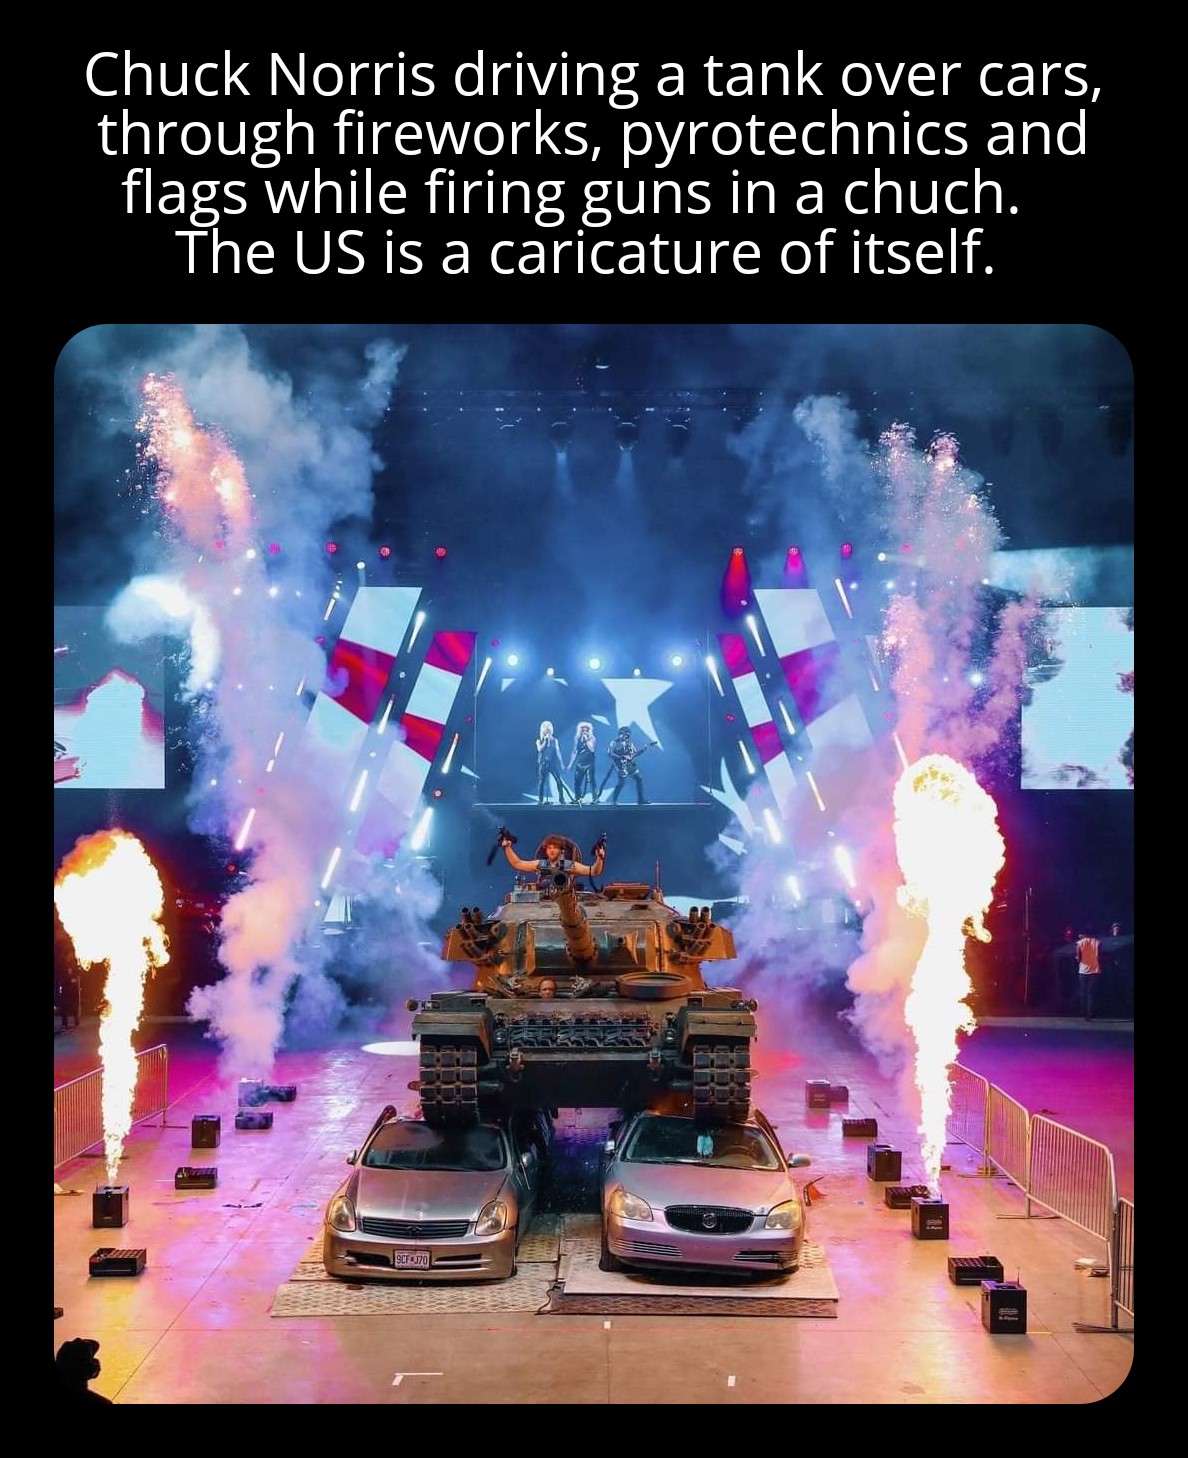 Chuck Norris driving a tank over cars,
through fireworks, pyrotechnics and
flags while firing guns in a chuch.
The US is a caricature of itself.
9CF J70